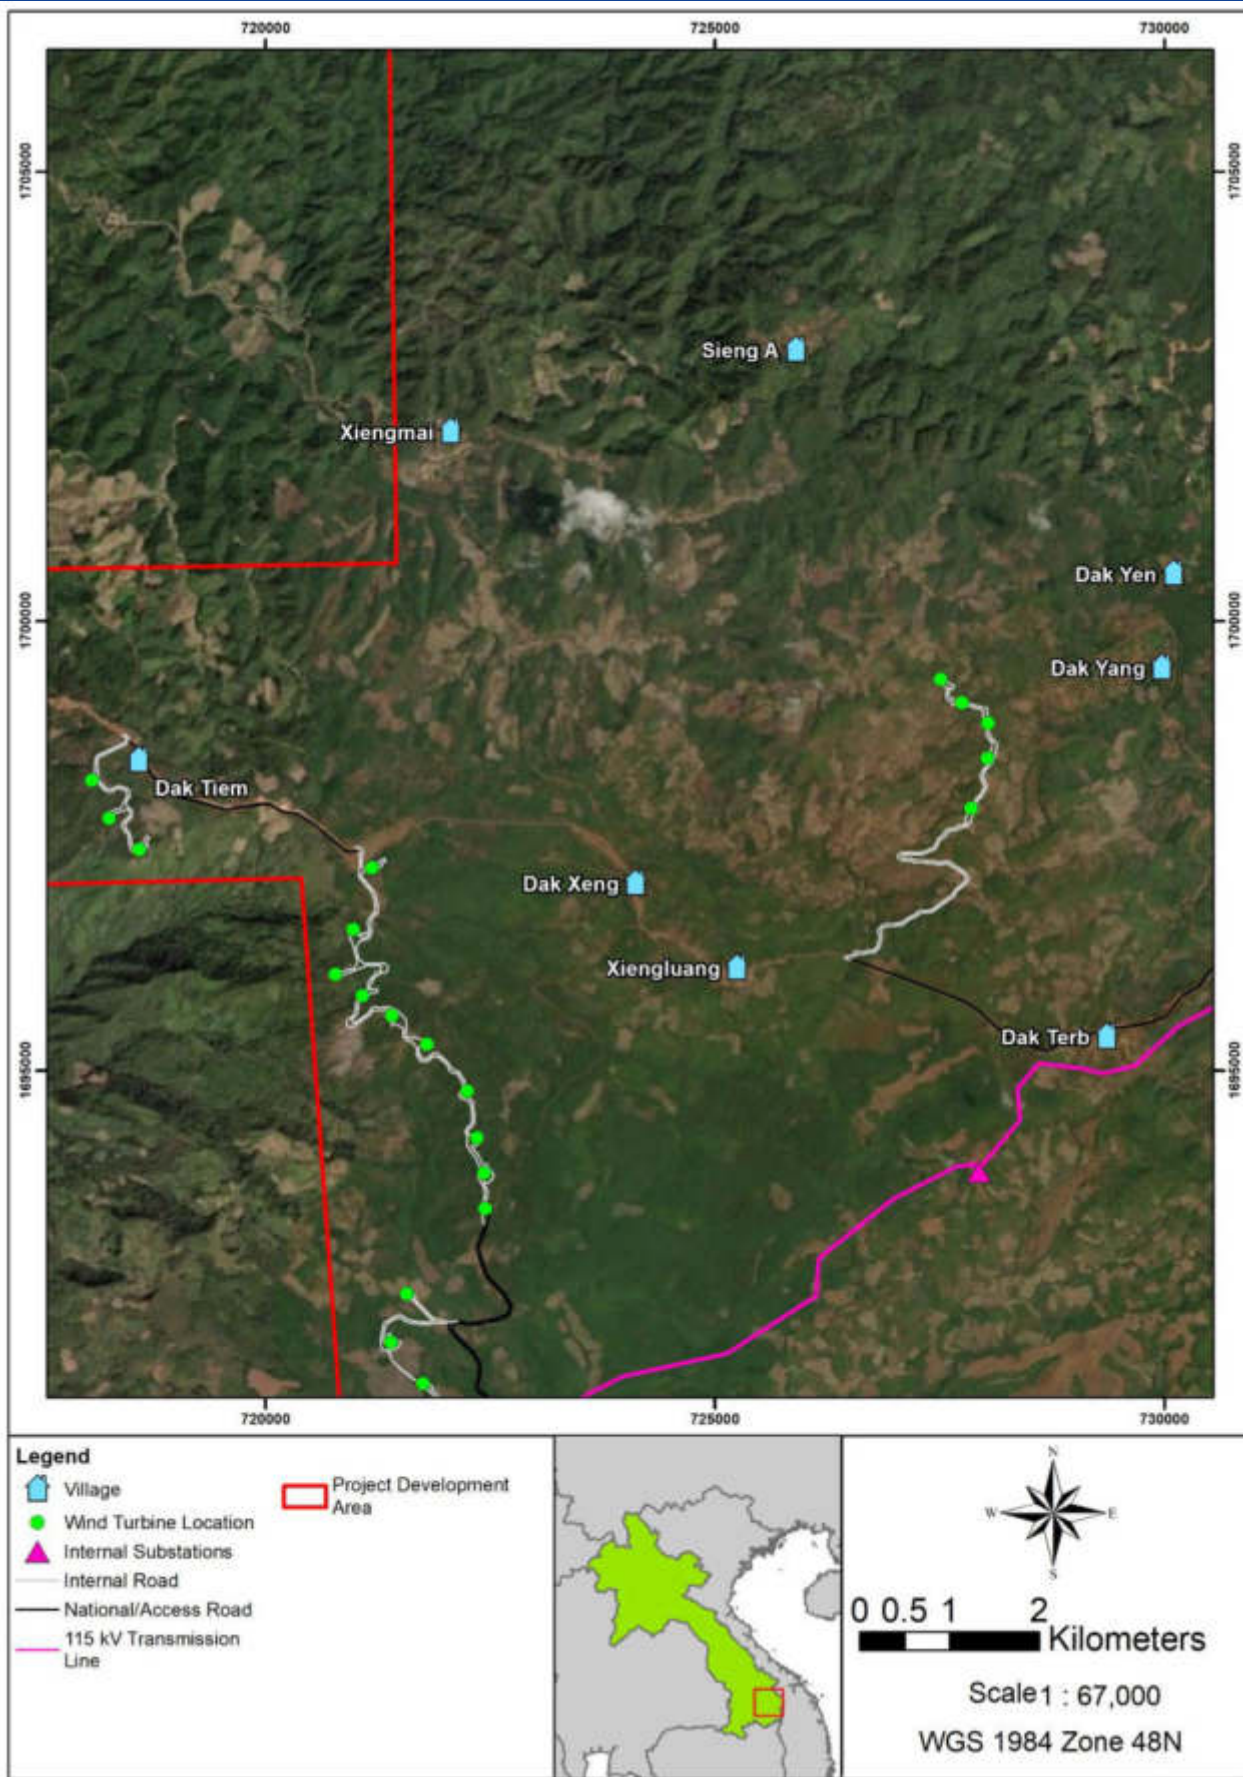 720000 725000 730000
1705000 1705000
Sieng A
Xiengmai
Dak Yen
1700000 1700000
Dak Yang
Dak Tiem
Dak Xeng
Xiengluang
Dak Terb
1695000 1695000
720000 725000 730000
Legend
Village
Wind Turbine Location
Internal Substations
Internal Road
National/Access Road
115 kV Transmission
Line
Project Development
Area
N
W E
S
0 0.5 1 2
Kilometers
Scale 1 : 67,000
WGS 1984 Zone 48N